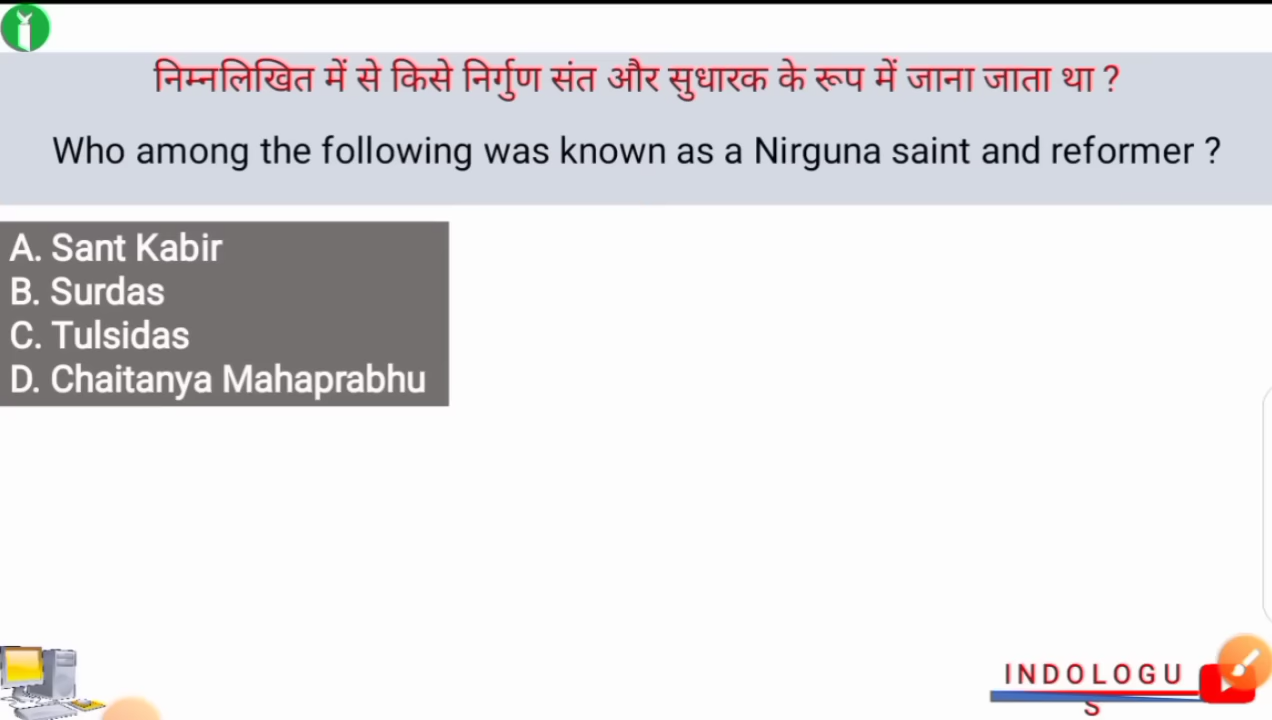 निम्नलिखित में से किसे निर्गुण संत और सुधारक के रूप में जाना जाता था ?
Who among the following was known as a Nirguna saint and reformer ?
A. Sant Kabir
B. Surdas
C. Tulsidas
D. Chaitanya Mahaprabhu
INDOLOGU
S